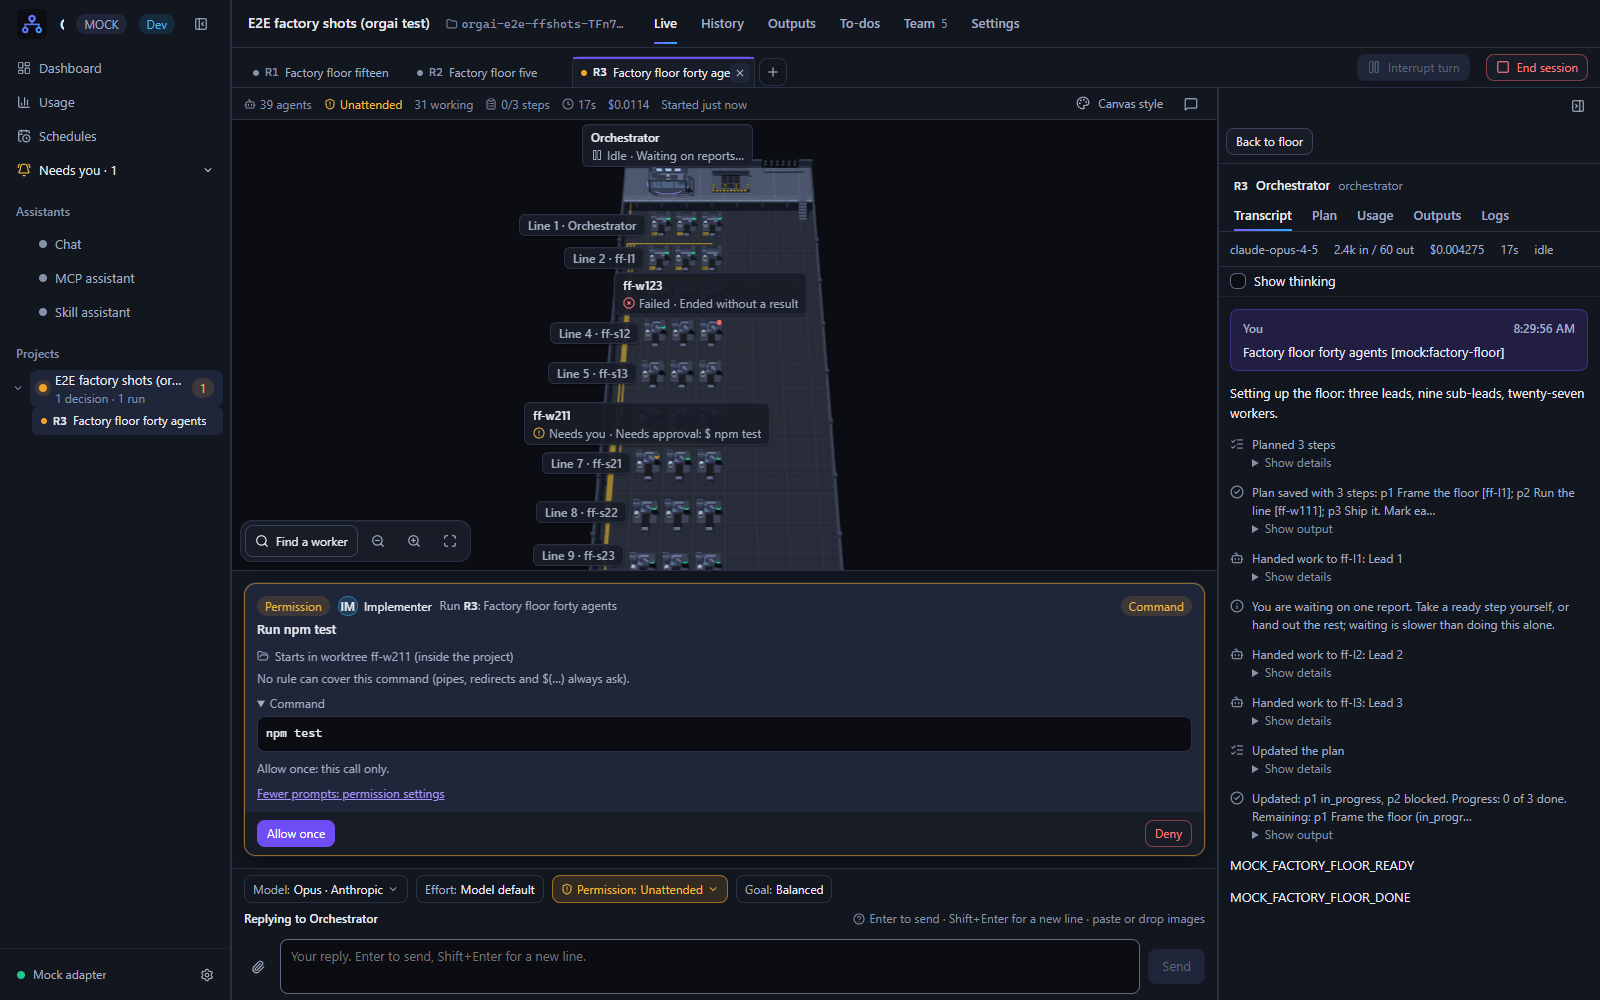 MOCK
Dev
Dashboard
Usage
Schedules
Needs you · 1
Assistants
Chat
MCP assistant
Skill assistant
Projects
E2E factory shots (or...
1 decision · 1 run
1
R3 Factory floor forty agents
Mock adapter
E2E factory shots (orgai test)
orgai-e2e-ffshots-TFn7…
Live
History
Outputs
To-dos
Team 5
Settings
R1 Factory floor fifteen
R2 Factory floor five
R3 Factory floor forty age
Interrupt turn
End session
39 agents
Unattended
31 working
0/3 steps
17s
$0.0114
Started just now
Canvas style
Orchestrator
Idle · Waiting on reports...
Line 1 · Orchestrator
Line 2 · ff-l1
ff-w123
Failed · Ended without a result
Line 4 · ff-s12
Line 5 · ff-s13
ff-w211
Needs you · Needs approval: $ npm test
Line 7 · ff-s21
Line 8 · ff-s22
Line 9 · ff-s23
Find a worker
Permission
IM Implementer Run R3: Factory floor forty agents
Command
Run npm test
Starts in worktree ff-w211 (inside the project)
No rule can cover this command (pipes, redirects and $(...) always ask).
Command
npm test
Allow once: this call only.
Fewer prompts: permission settings
Allow once
Deny
Model: Opus · Anthropic
Effort: Model default
Permission: Unattended
Goal: Balanced
Replying to Orchestrator
Enter to send · Shift+Enter for a new line · paste or drop images
Your reply. Enter to send, Shift+Enter for a new line.
Send
Back to floor
R3 Orchestrator orchestrator
Transcript
Plan
Usage
Outputs
Logs
claude-opus-4-5
2.4k in / 60 out
$0.004275
17s
idle
Show thinking
You
8:29:56 AM
Factory floor forty agents [mock:factory-floor]
Setting up the floor: three leads, nine sub-leads, twenty-seven
workers.
Planned 3 steps
Show details
Plan saved with 3 steps: p1 Frame the floor [ff-l1]; p2 Run the
line [ff-w111]; p3 Ship it. Mark ea...
Show output
Handed work to ff-l1: Lead 1
Show details
You are waiting on one report. Take a ready step yourself, or
hand out the rest; waiting is slower than doing this alone.
Handed work to ff-l2: Lead 2
Show details
Handed work to ff-l3: Lead 3
Show details
Updated the plan
Show details
Updated: p1 in_progress, p2 blocked. Progress: 0 of 3 done.
Remaining: p1 Frame the floor (in_progr...
Show output
MOCK_FACTORY_FLOOR_READY
MOCK_FACTORY_FLOOR_DONE